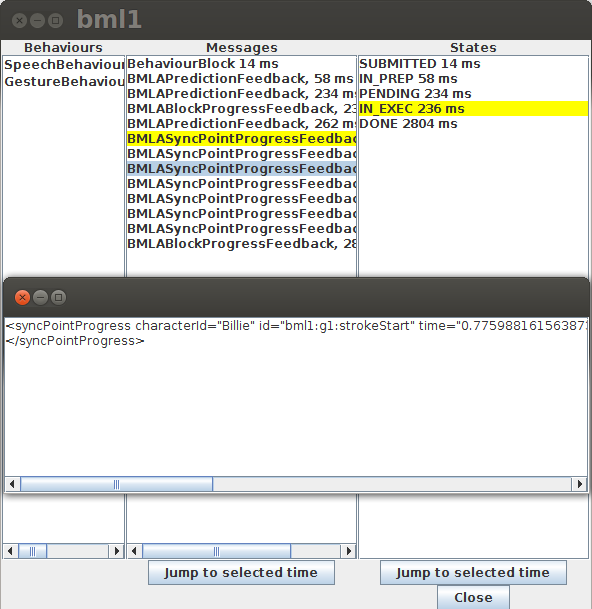 bml1
Behaviours
Messages
States
SpeechBehaviour
GestureBehaviou
BehaviourBlock 14 ms
BMLAPredictionFeedback, 58 ms
BMLAPredictionFeedback, 234 ms
BMLABlockProgressFeedback, 23
BMLAPredictionFeedback, 262 ms
BMLASyncPointProgressFeedbac
BMLASyncPointProgressFeedbac
BMLASyncPointProgressFeedbac
BMLASyncPointProgressFeedbac
BMLASyncPointProgressFeedbac
BMLASyncPointProgressFeedbac
BMLASyncPointProgressFeedbac
BMLABlockProgressFeedback, 28
SUBMITTED 14 ms
IN_PREP 58 ms
PENDING 234 ms
IN_EXEC 236 ms
DONE 2804 ms
<syncPointProgress characterId="Billie" id="bml1:g1:strokeStart" time="0.775988161563873
</syncPointProgress>
Jump to selected time
Jump to selected time
Close